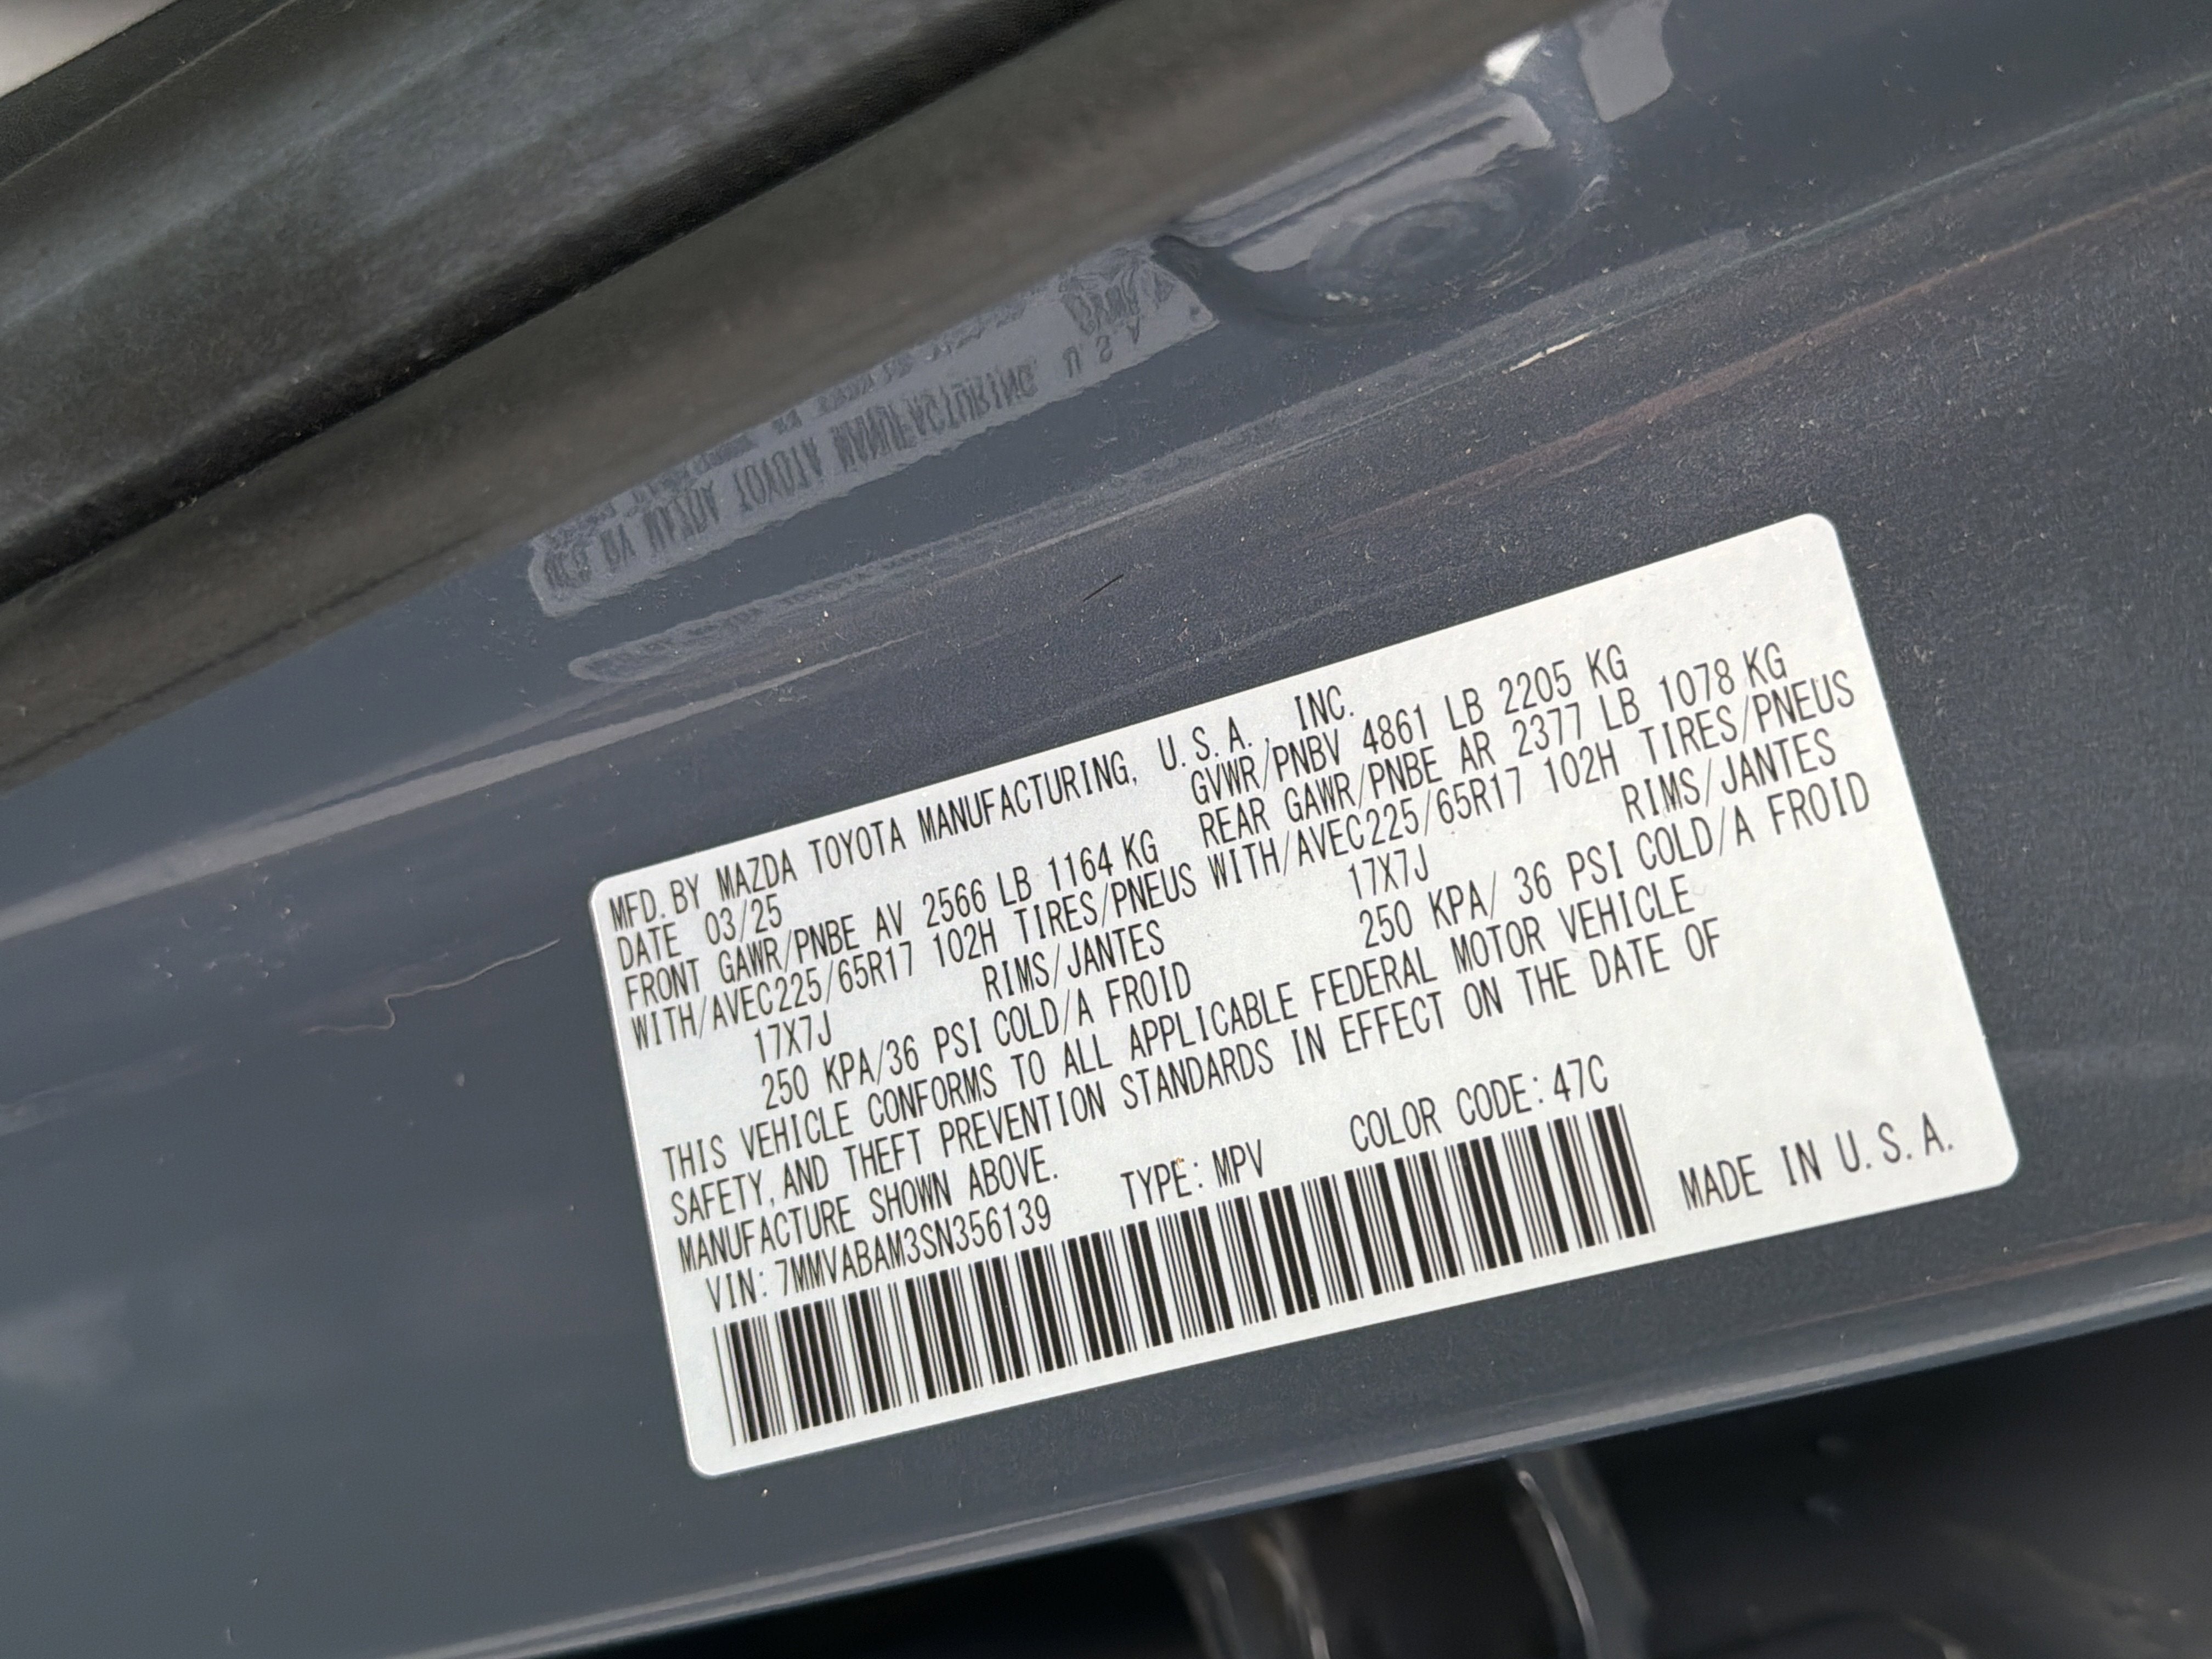 MFD. BY MAZDA TOYOTA MANUFACTURING, U.S.A., INC.
DATE 03/25 GVWR/PNBV 4861 LB 2205 KG
FRONT GAWR/PNBE AV 2566 LB 1164 KG REAR GAWR/PNBE AR 2377 LB 1078 KG
WITH/AVEC225/65R17 102H TIRES/PNEUS WITH/AVEC225/65R17 102H TIRES/PNEUS
17X7J RIMS/JANTES 17X7J RIMS/JANTES
250 KPA/36 PSI COLD/A FROID 250 KPA/ 36 PSI COLD/A FROID
THIS VEHICLE CONFORMS TO ALL APPLICABLE FEDERAL MOTOR VEHICLE
SAFETY, AND THEFT PREVENTION STANDARDS IN EFFECT ON THE DATE OF
MANUFACTURE SHOWN ABOVE.
VIN: 7MMVABAM3SN356139 TYPE: MPV COLOR CODE: 47C
MADE IN U.S.A.